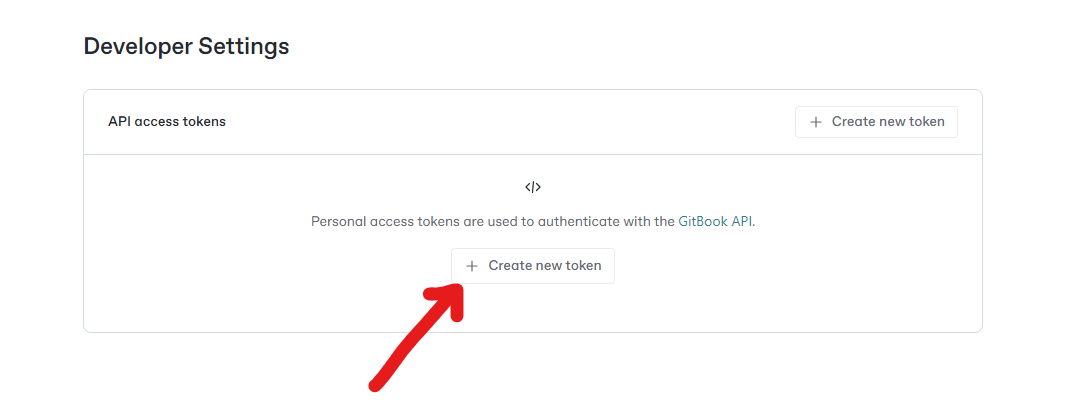 Developer Settings
API access tokens
+ Create new token
</>
Personal access tokens are used to authenticate with the GitBook API.
+ Create new token